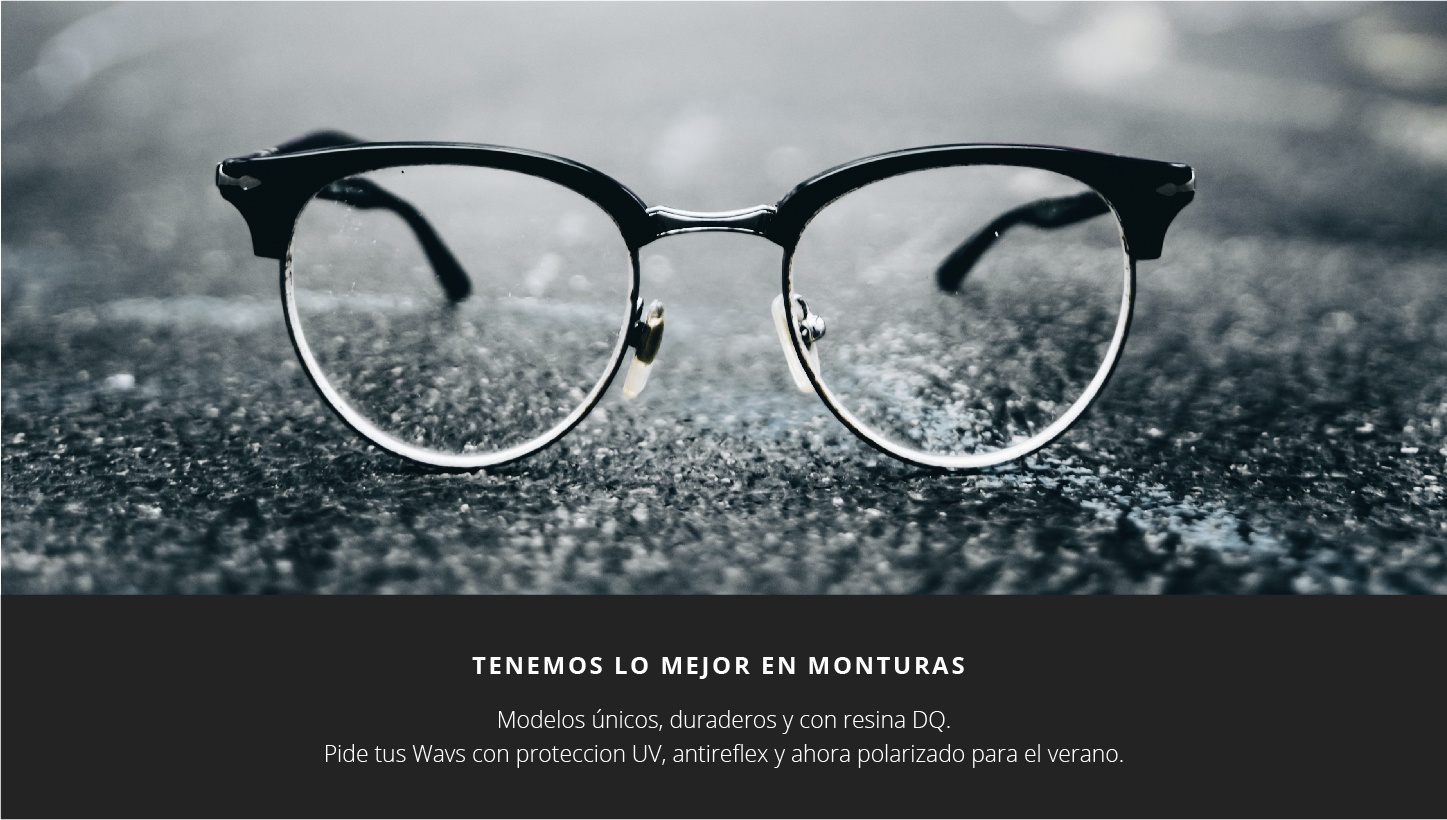 TENEMOS LO MEJOR EN MONTURAS
Modelos únicos, duraderos y con resina DQ.
Pide tus Wavs con proteccion UV, antireflex y ahora polarizado para el verano.